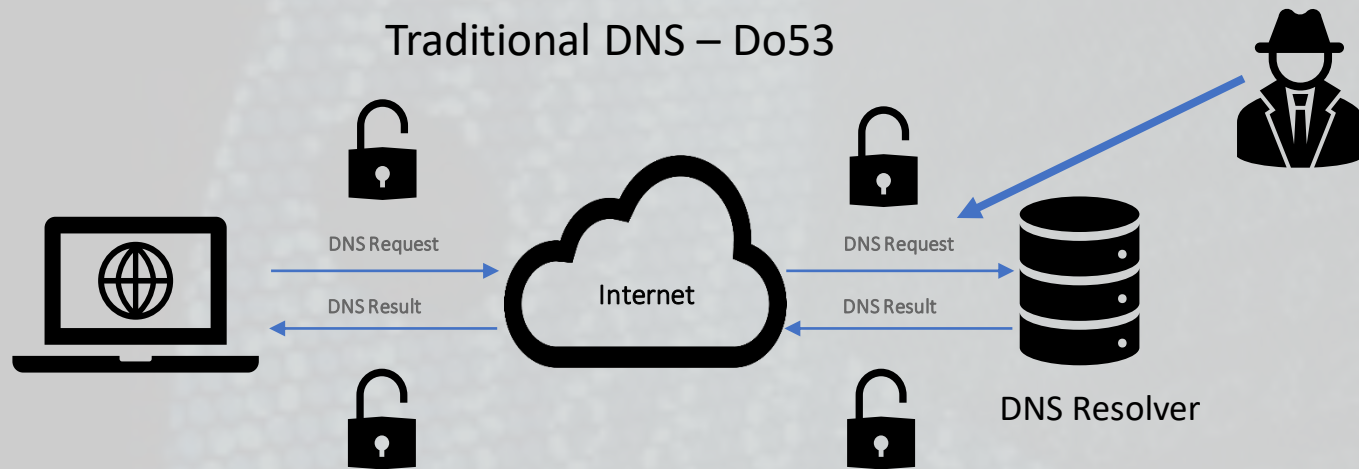 Traditional DNS – Do53
DNS Request
DNS Request
Internet
DNS Result
DNS Result
DNS Resolver